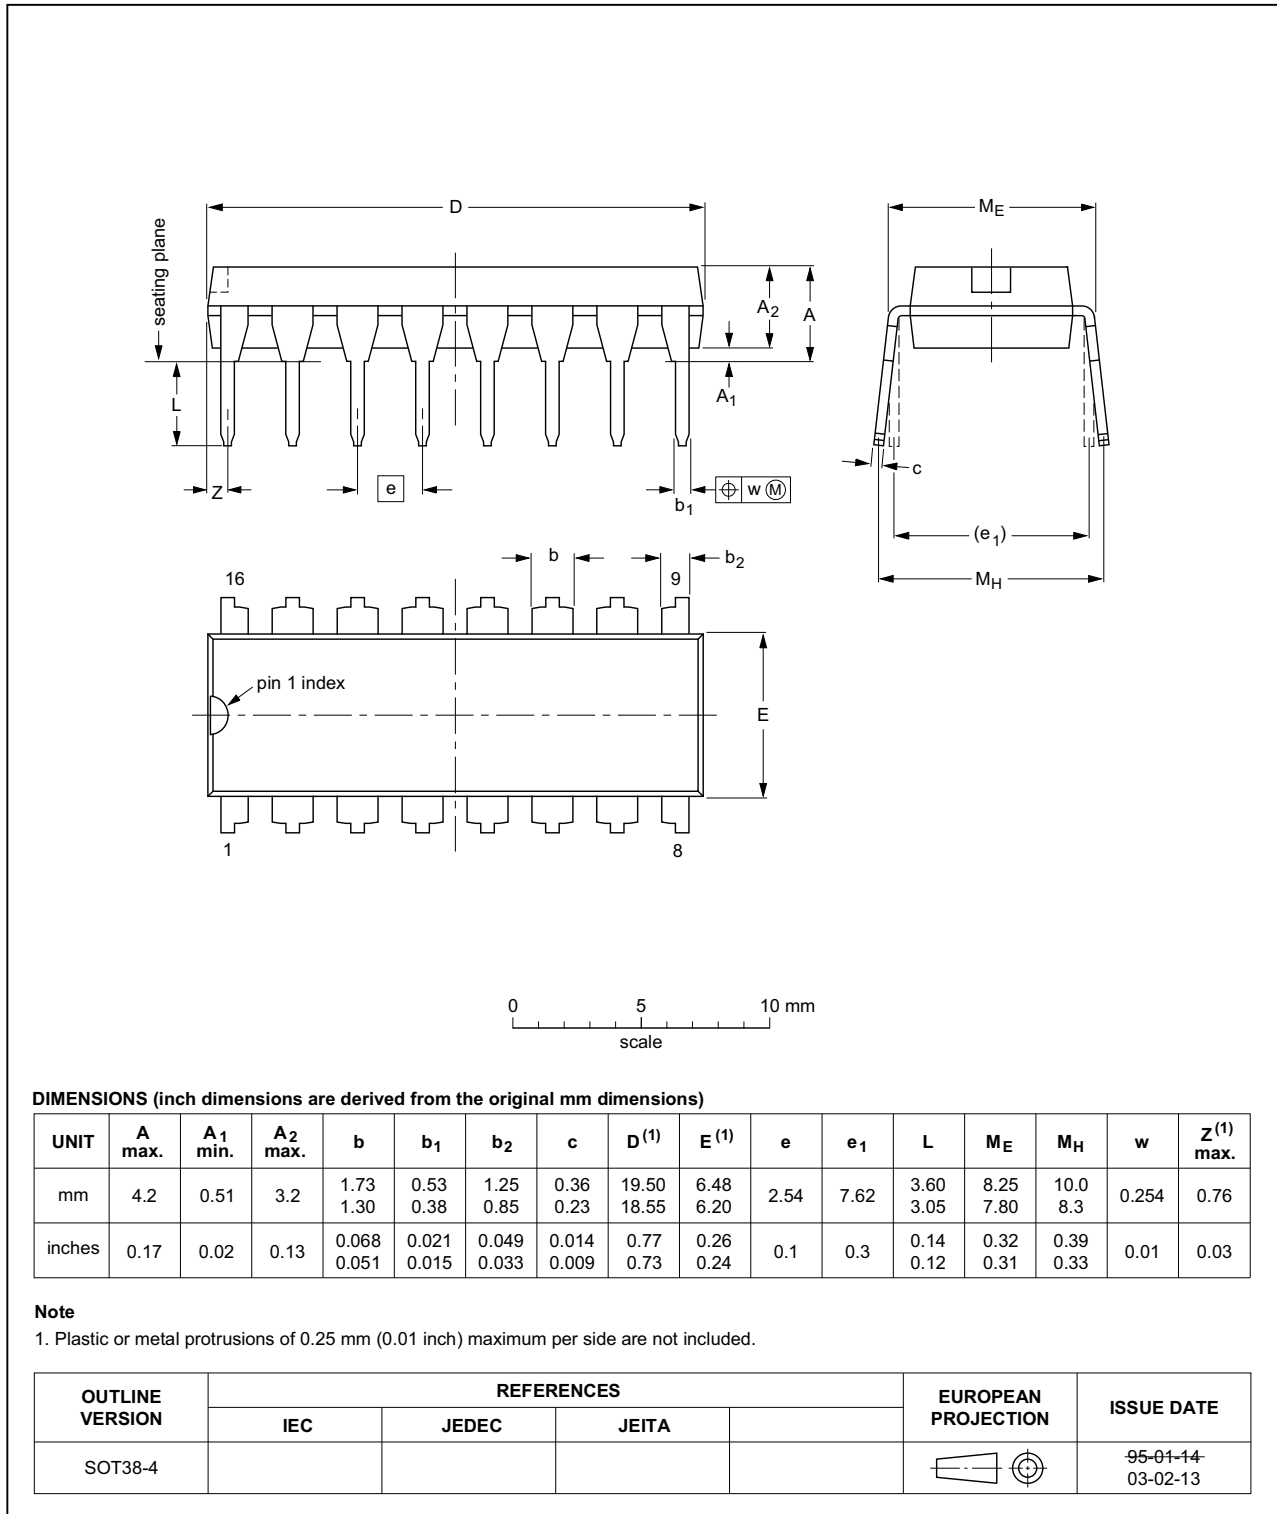 D
ME
seating plane
A2
A
L
A1
Z
e
b1
w M
c
(e1)
MH
b
b2
16
9
pin 1 index
E
1
8
0 5 10 mm
scale
DIMENSIONS (inch dimensions are derived from the original mm dimensions)
UNIT A max. A1 min. A2 max. b b1 b2 c D(1) E(1) e e1 L ME MH w Z(1) max.
mm 4.2 0.51 3.2 1.73 1.30 0.53 0.38 1.25 0.85 0.36 0.23 19.50 18.55 6.48 6.20 2.54 7.62 3.60 3.05 8.25 7.80 10.0 8.3 0.254 0.76
inches 0.17 0.02 0.13 0.068 0.051 0.021 0.015 0.049 0.033 0.014 0.009 0.77 0.73 0.26 0.24 0.1 0.3 0.14 0.12 0.32 0.31 0.39 0.33 0.01 0.03
Note
1. Plastic or metal protrusions of 0.25 mm (0.01 inch) maximum per side are not included.
OUTLINE VERSION REFERENCES EUROPEAN PROJECTION ISSUE DATE
IEC JEDEC JEITA
SOT38-4 95-01-14
03-02-13